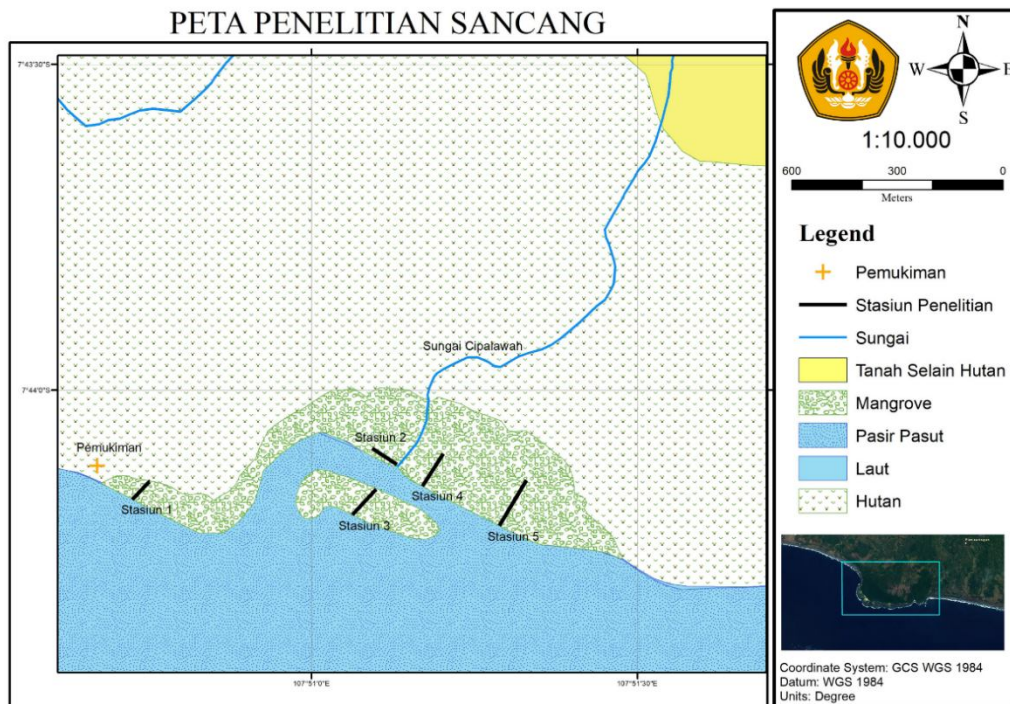 PETA PENELITIAN SANCANG
7°43'30"S
7°44'0"S
107°51'0"E
107°51'30"E
Sungai Cipalawah
Pemukiman
Stasiun 1
Stasiun 2
Stasiun 3
Stasiun 4
Stasiun 5
N
W
E
S
1:10.000
600
300
0
Meters
Legend
Pemukiman
Stasiun Penelitian
Sungai
Tanah Selain Hutan
Mangrove
Pasir Pasut
Laut
Hutan
Coordinate System: GCS WGS 1984
Datum: WGS 1984
Units: Degree